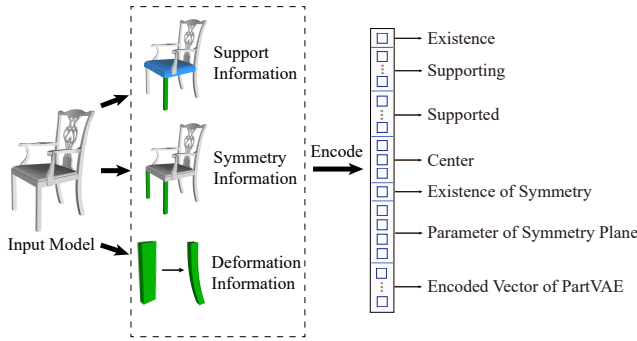 Support
Information
Symmetry
Information
Deformation
Information
Input Model
Encode
Existence
Supporting
Supported
Center
Existence of Symmetry
Parameter of Symmetry Plane
Encoded Vector of PartVAE